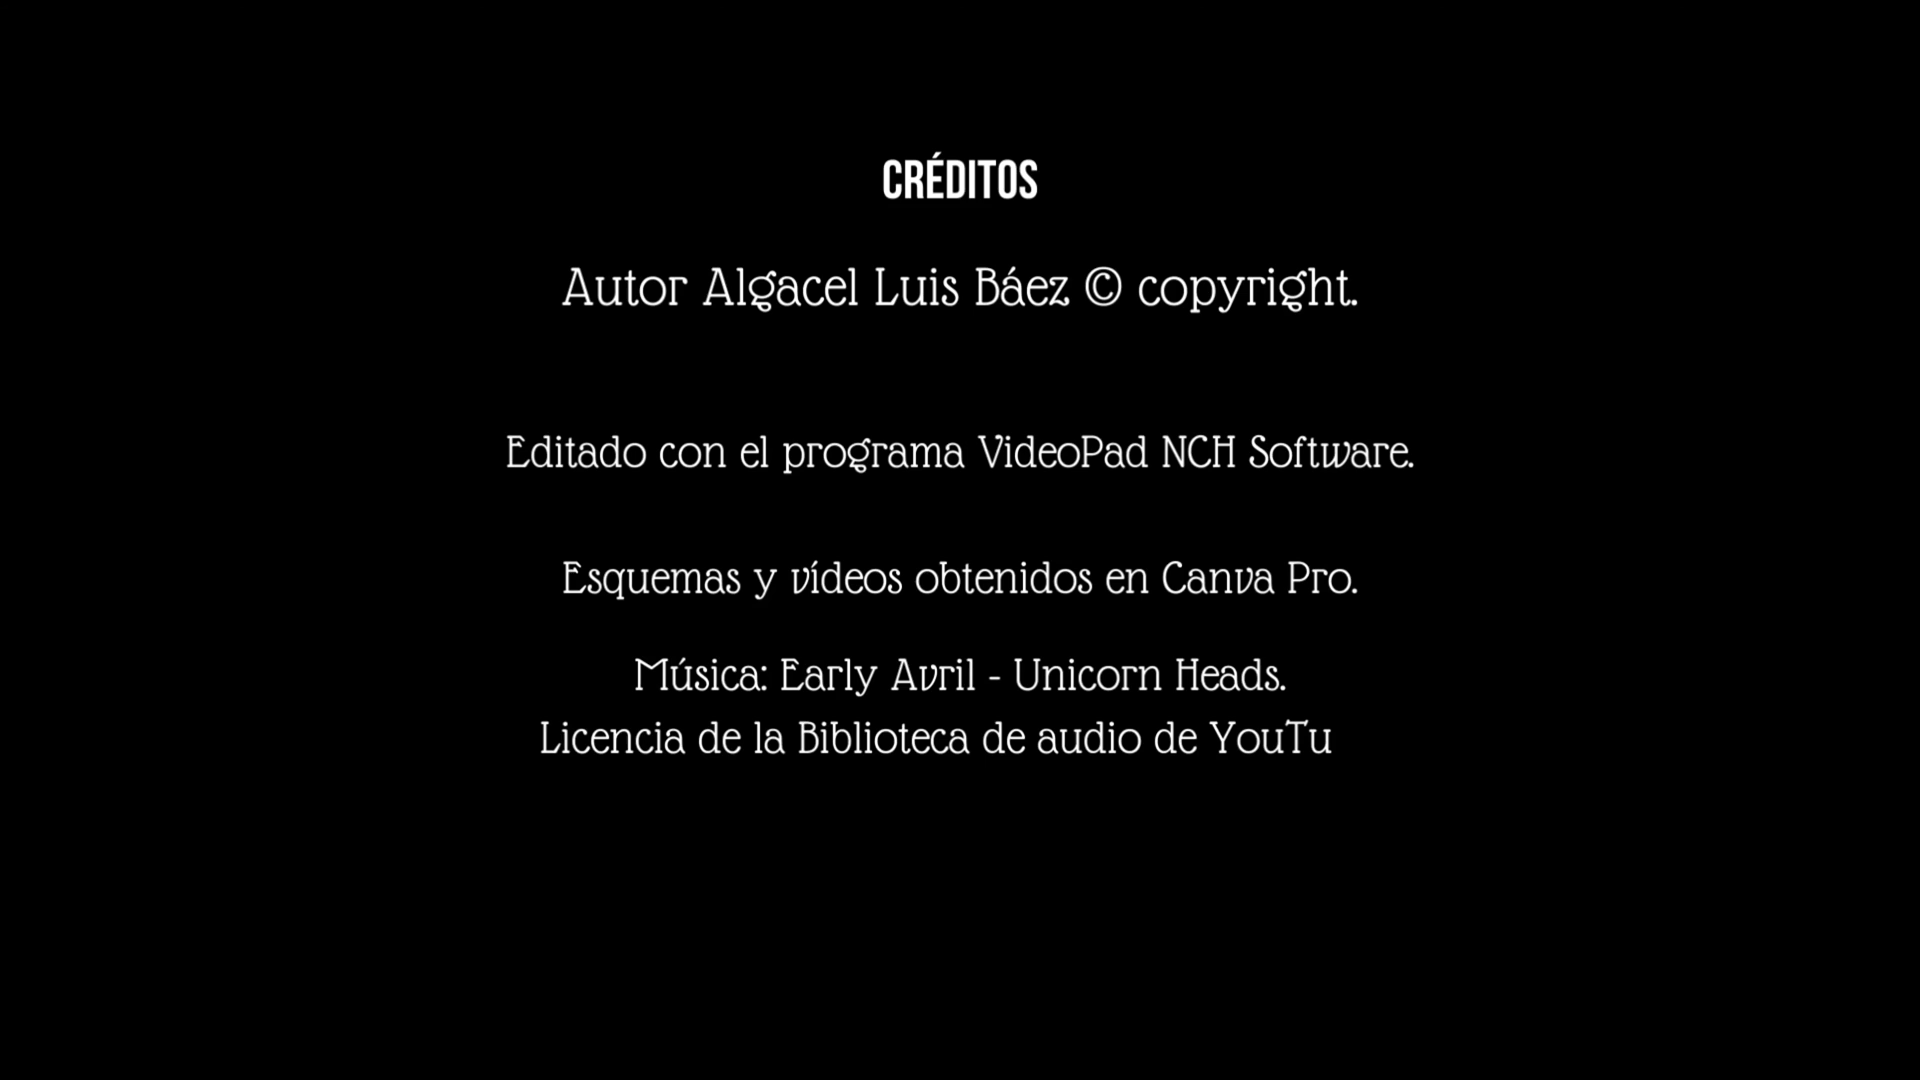 CRÉDITOS
Autor Algacel Luis Báez © copyright.
Editado con el programa VideoPad NCH Software.
Esquemas y vídeos obtenidos en Canva Pro.
Música: Early Avril - Unicorn Heads.
Licencia de la Biblioteca de audio de YouTu